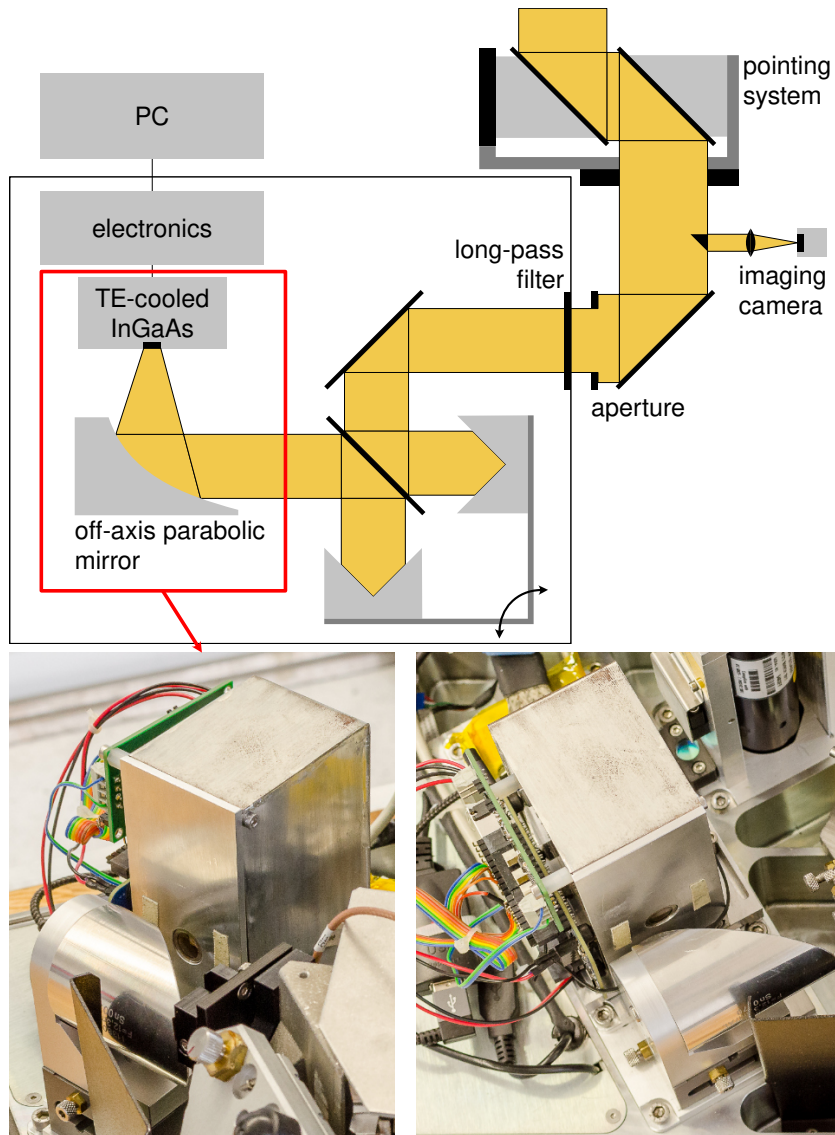 pointing
system
PC
electronics
long-pass
filter
imaging
camera
TE-cooled
InGaAs
aperture
off-axis parabolic
mirror